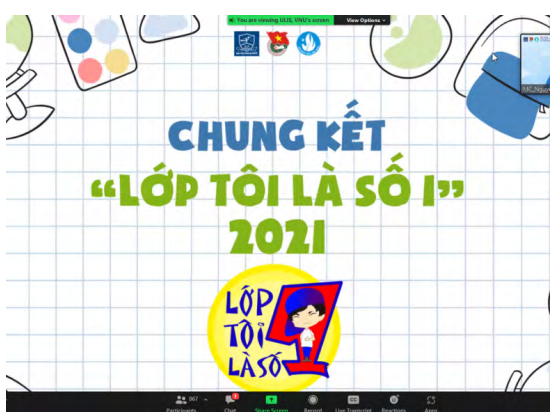 You are viewing ULIS, VNU's screen
View Options
CHUNG KẾT
“LỚP TÔI LÀ SỐ 1”
2021
LỚP
TÔI
LÀ SỐ
967
Participants
Chat
Share Screen
Record
Live Transcript
Reactions
Apps